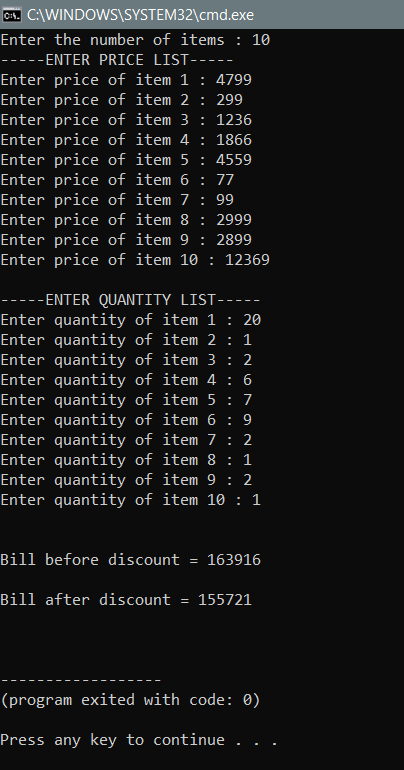 C:\WINDOWS\SYSTEM32\cmd.exe
Enter the number of items : 10
-----ENTER PRICE LIST-----
Enter price of item 1 : 4799
Enter price of item 2 : 299
Enter price of item 3 : 1236
Enter price of item 4 : 1866
Enter price of item 5 : 4559
Enter price of item 6 : 77
Enter price of item 7 : 99
Enter price of item 8 : 2999
Enter price of item 9 : 2899
Enter price of item 10 : 12369
-----ENTER QUANTITY LIST-----
Enter quantity of item 1 : 20
Enter quantity of item 2 : 1
Enter quantity of item 3 : 2
Enter quantity of item 4 : 6
Enter quantity of item 5 : 7
Enter quantity of item 6 : 9
Enter quantity of item 7 : 2
Enter quantity of item 8 : 1
Enter quantity of item 9 : 2
Enter quantity of item 10 : 1
Bill before discount = 163916
Bill after discount = 155721
------------------
(program exited with code: 0)
Press any key to continue . . .